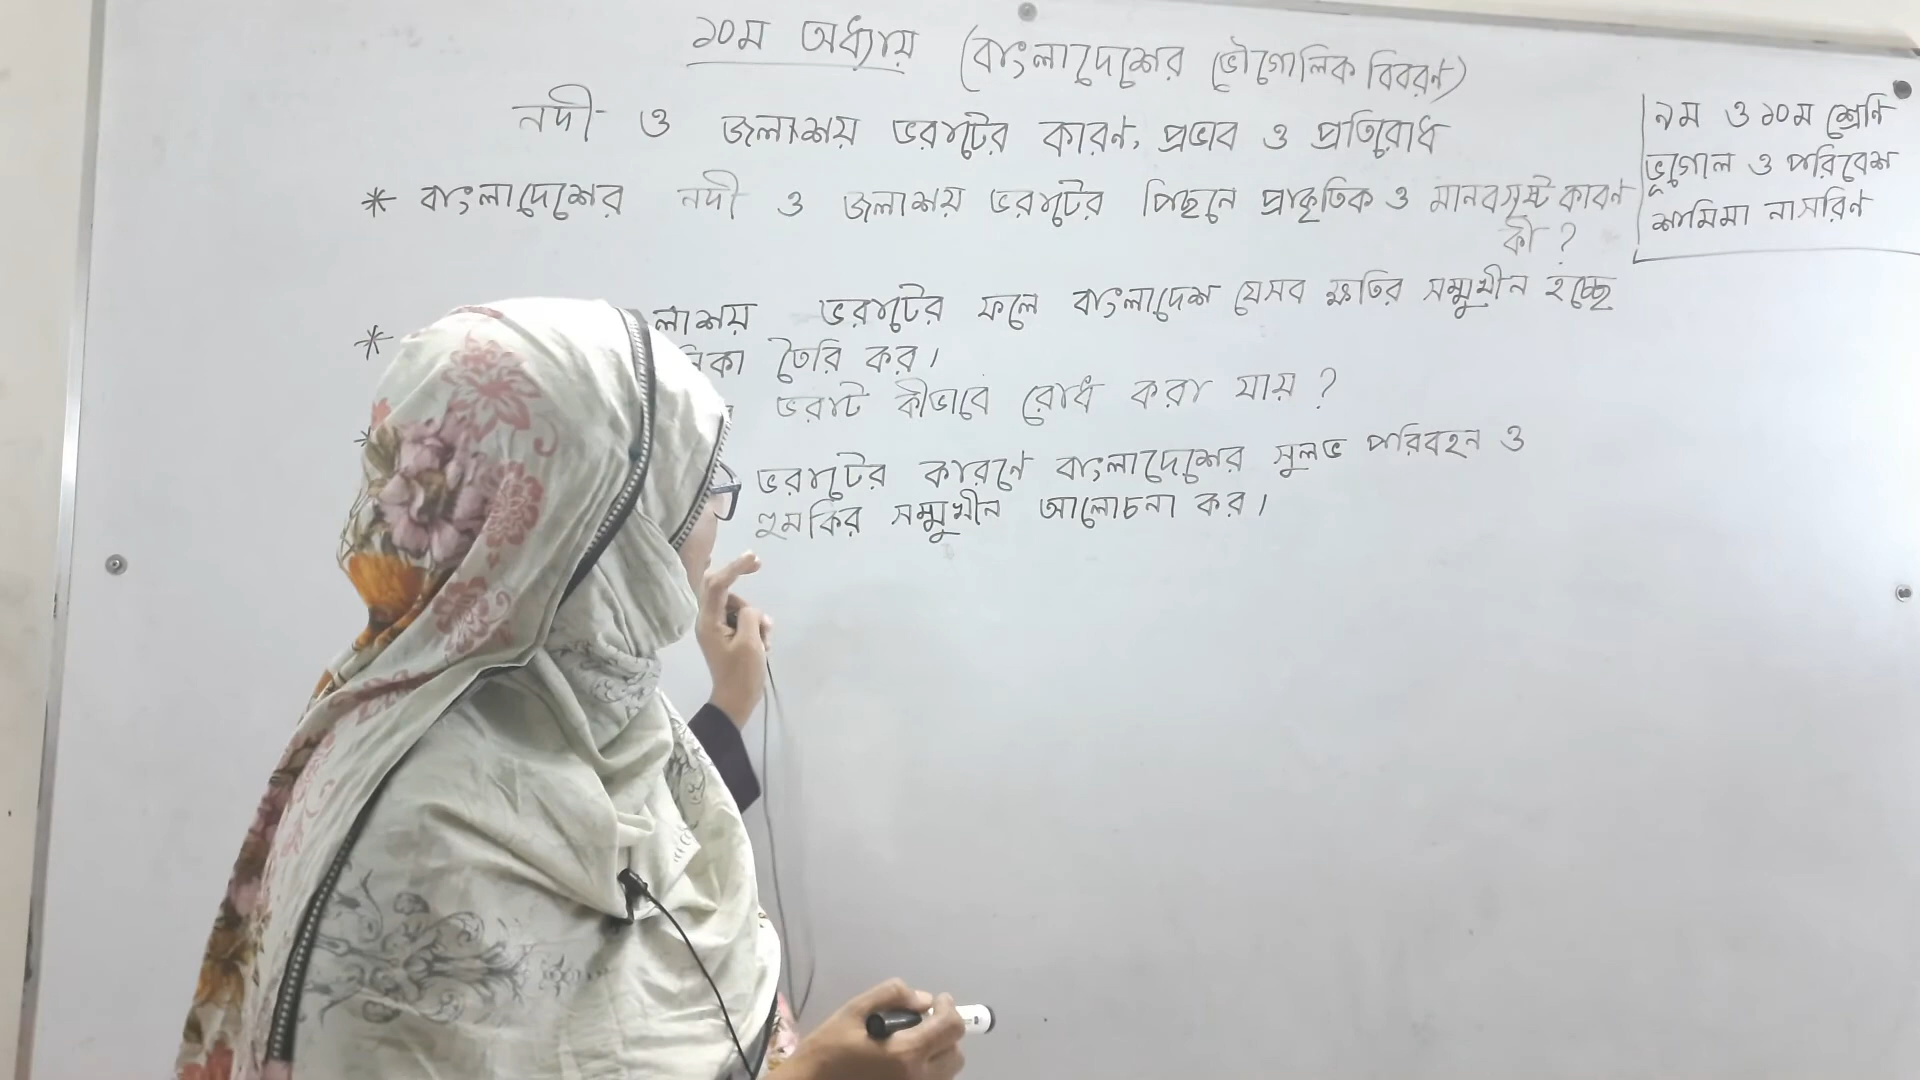 ১০ম অধ্যায় (বাংলাদেশের ভৌগোলিক বিবরণ)
নদী ও জলাশয় ভরাটের কারণ, প্রভাব ও প্রতিরোধ
* বাংলাদেশের নদী ও জলাশয় ভরাটের পিছনে প্রাকৃতিক ও মানবসৃষ্ট কারণ
কী ?
* লাশয় ভরাটের ফলে বাংলাদেশ যেসব ক্ষতির সম্মুখীন হচ্ছে
িকা তৈরি কর।
* ভরাট কীভাবে রোধ করা যায় ?
ভরাটের কারণে বাংলাদেশের সুলভ পরিবহন ও
হুমকির সম্মুখীন আলোচনা কর।
৯ম ও ১০ম শ্রেণি
ভূগোল ও পরিবেশ
শামিমা নাসরিন